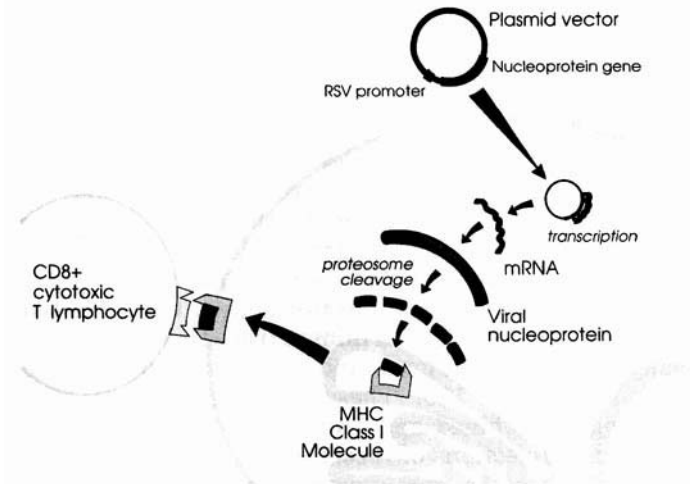 Plasmid vector
Nucleoprotein gene
RSV promoter
transcription
mRNA
proteosome
cleavage
Viral
nucleoprotein
CD8+
cytotoxic
T lymphocyte
MHC
Class I
Molecule